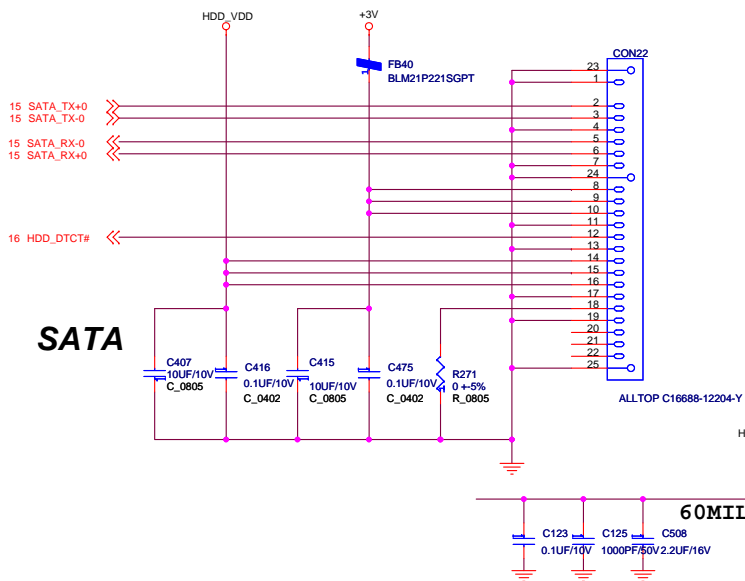 HDD_VDD
+3V
FB40
BLM21P221SGPT
1
CON22
23
1
15 SATA_TX+0
2
15 SATA_TX-0
3
4
15 SATA_RX-0
5
15 SATA_RX+0
6
7
24
8
9
10
11
16 HDD_DTCT#
12
13
14
15
16
17
18
19
20
21
22
25
SATA
C407
10UF/10V
C_0805
C416
0.1UF/10V
C_0402
C415
10UF/10V
C_0805
C475
0.1UF/10V
C_0402
R271
0 +-5%
R_0805
ALLTOP C16688-12204-Y
H
60MIL
C123
0.1UF/10V
C125
1000PF/50V
C508
2.2UF/16V